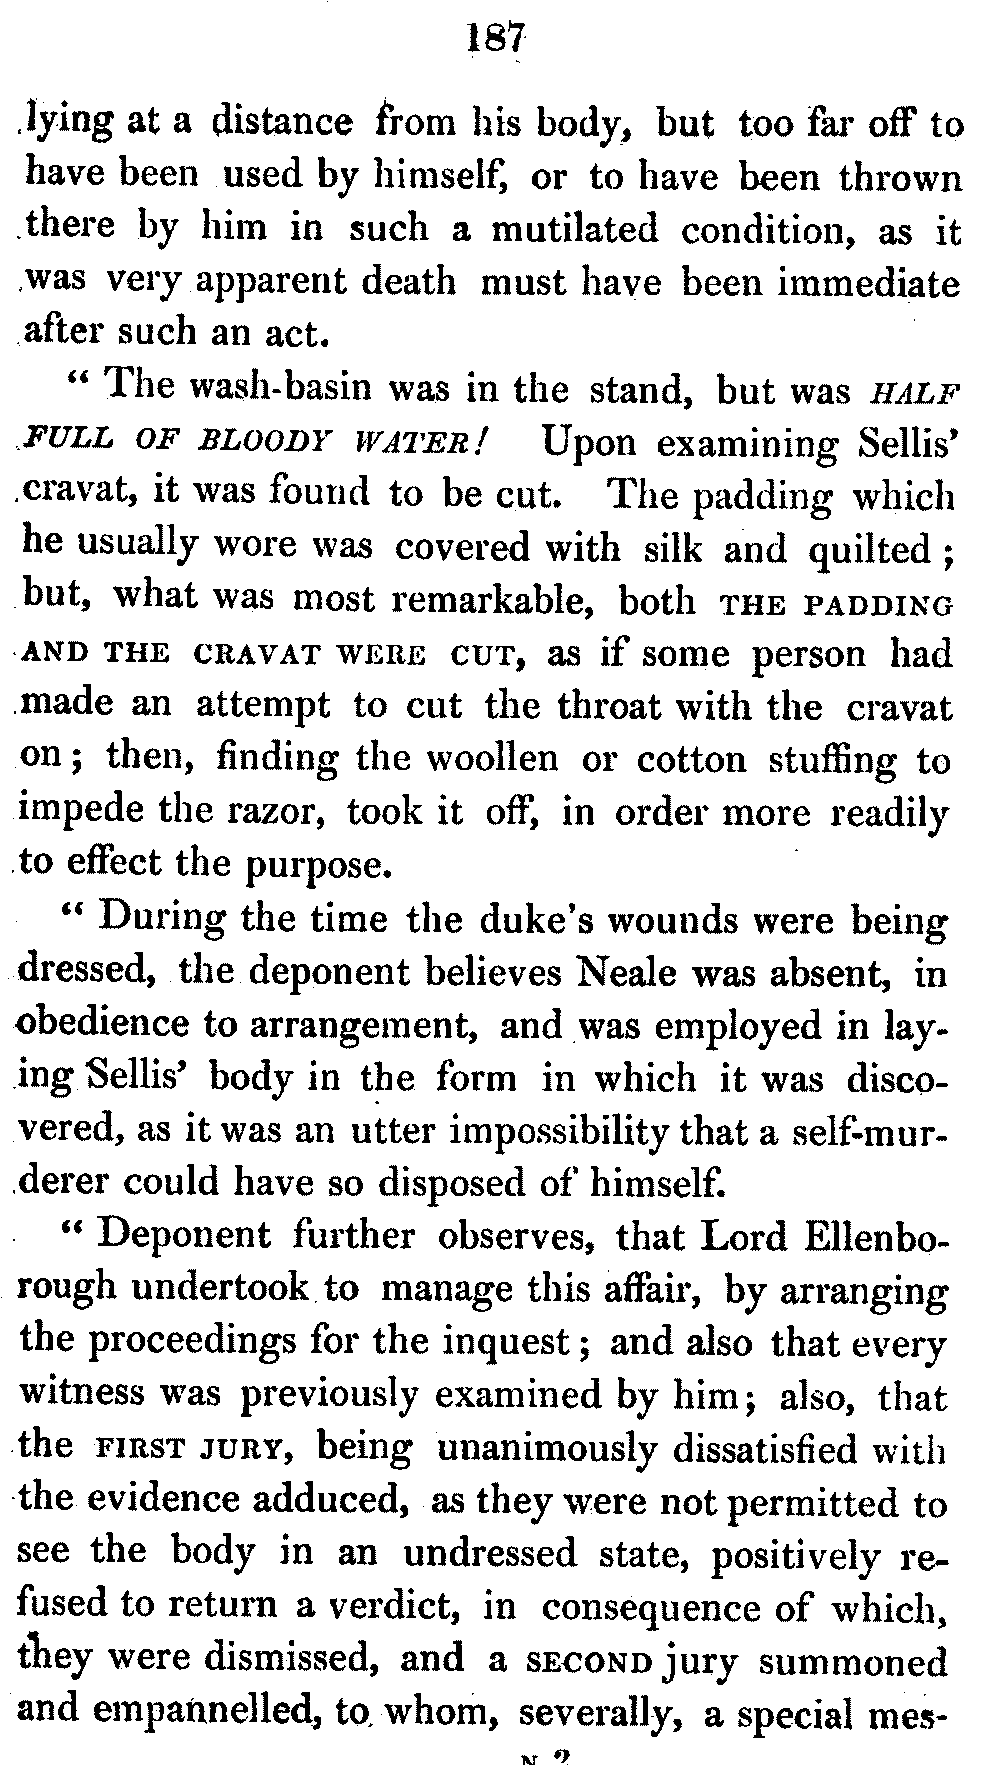 187
lying at a distance from his body, but too far off to
have been used by himself, or to have been thrown
there by him in such a mutilated condition, as it
was very apparent death must have been immediate
after such an act.
“ The wash-basin was in the stand, but was HALF
FULL OF BLOODY WATER! Upon examining Sellis’
cravat, it was found to be cut. The padding which
he usually wore was covered with silk and quilted ;
but, what was most remarkable, both THE PADDING
AND THE CRAVAT WERE CUT, as if some person had
made an attempt to cut the throat with the cravat
on ; then, finding the woollen or cotton stuffing to
impede the razor, took it off, in order more readily
to effect the purpose.
“ During the time the duke’s wounds were being
dressed, the deponent believes Neale was absent, in
obedience to arrangement, and was employed in lay-
ing Sellis’ body in the form in which it was disco-
vered, as it was an utter impossibility that a self-mur-
derer could have so disposed of himself.
“ Deponent further observes, that Lord Ellenbo-
rough undertook to manage this affair, by arranging
the proceedings for the inquest ; and also that every
witness was previously examined by him ; also, that
the FIRST JURY, being unanimously dissatisfied with
the evidence adduced, as they were not permitted to
see the body in an undressed state, positively re-
fused to return a verdict, in consequence of which,
they were dismissed, and a SECOND jury summoned
and empannelled, to whom, severally, a special mes-
N 2